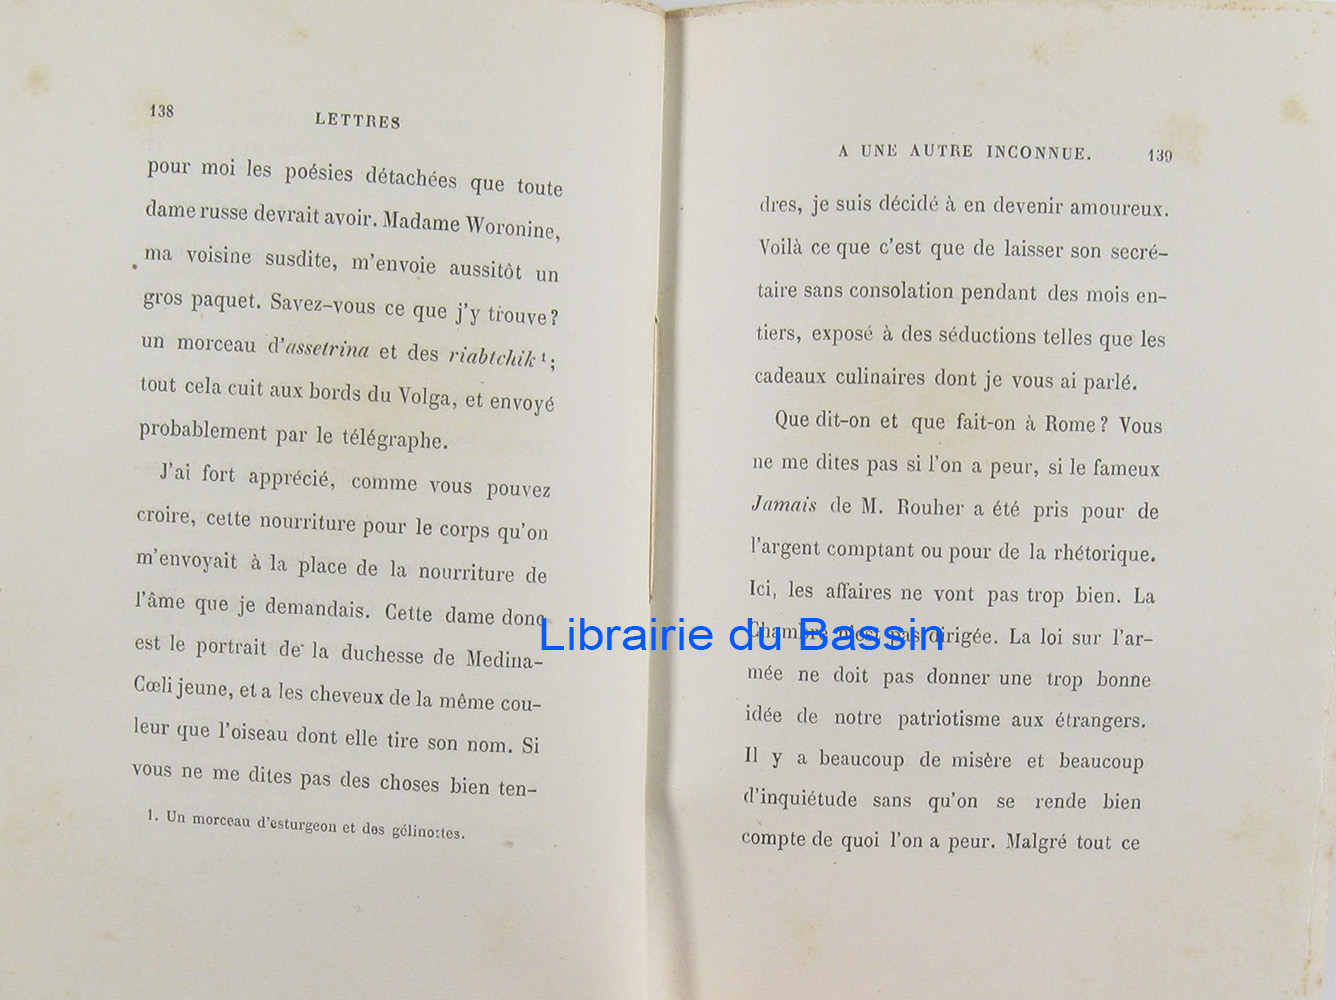 138
LETTRES
pour moi les poésies détachées que toute
dame russe devrait avoir. Madame Woronine,
ma voisine susdite, m'envoie aussitôt un
gros paquet. Savez-vous ce que j'y trouve?
un morceau d'assetrina et des riabtchik¹;
tout cela cuit aux bords du Volga, et envoyé
probablement par le télégraphe.
J'ai fort apprécié, comme vous pouvez
croire, cette nourriture pour le corps qu'on
m'envoyait à la place de la nourriture de
l'âme que je demandais. Cette dame donc
est le portrait de la duchesse de Medina-
Cœli jeune, et a les cheveux de la même cou-
leur que l'oiseau dont elle tire son nom. Si
vous ne me dites pas des choses bien ten-
1. Un morceau d'esturgeon et des gélinottes.
A UNE AUTRE INCONNUE.
139
dres, je suis décidé à en devenir amoureux.
Voilà ce que c'est que de laisser son secré-
taire sans consolation pendant des mois en-
tiers, exposé à des séductions telles que les
cadeaux culinaires dont je vous ai parlé.
Que dit-on et que fait-on à Rome? Vous
ne me dites pas si l'on a peur, si le fameux
Jamais de M. Rouher a été pris pour de
l'argent comptant ou pour de la rhétorique.
Ici, les affaires ne vont pas trop bien. La
Chambre n'est pas dirigée. La loi sur l'ar-
mée ne doit pas donner une trop bonne
idée de notre patriotisme aux étrangers.
Il y a beaucoup de misère et beaucoup
d'inquiétude sans qu'on se rende bien
compte de quoi l'on a peur. Malgré tout ce
Librairie du Bassin